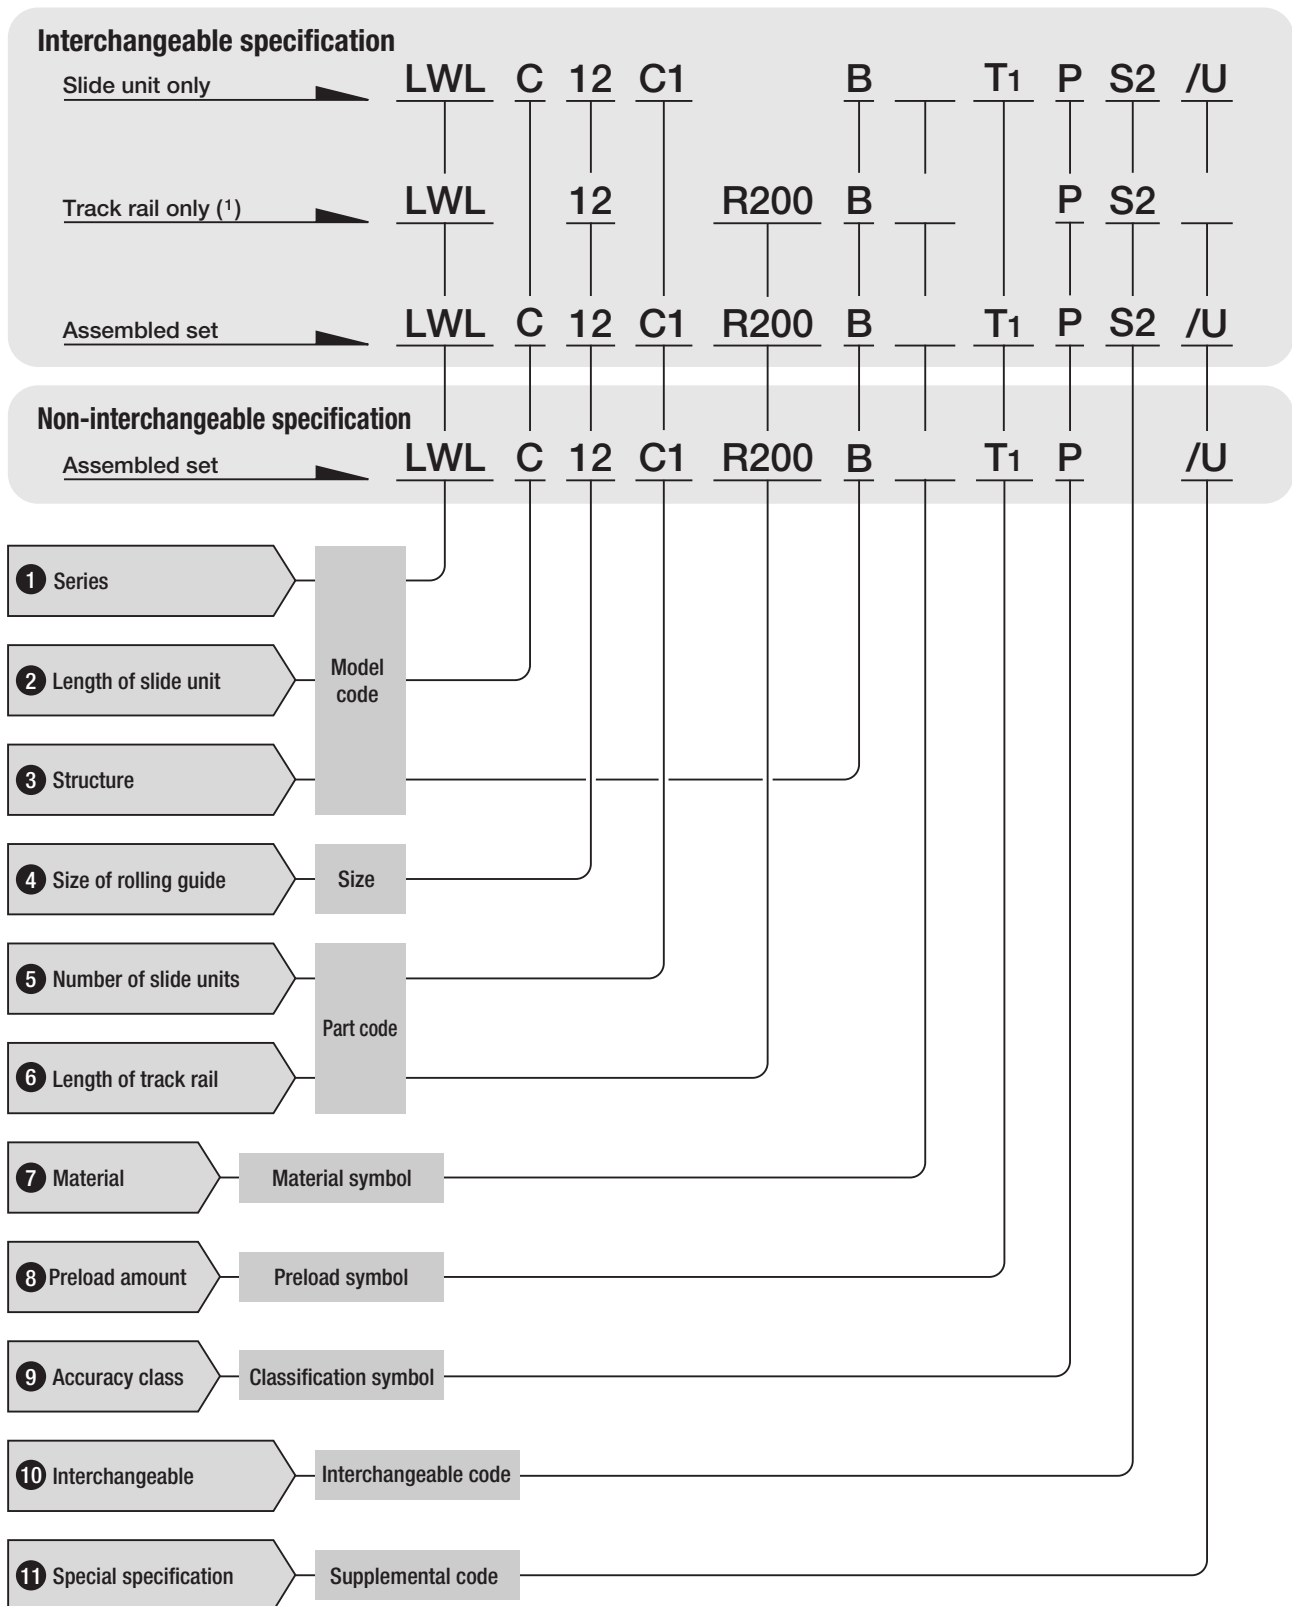 Interchangeable specification
Slide unit only LWL C 12 C1 B T1 P S2 /U
Track rail only (1) LWL 12 R200 B P S2
Assembled set LWL C 12 C1 R200 B T1 P S2 /U
Non-interchangeable specification
Assembled set LWL C 12 C1 R200 B T1 P /U
1 Series
Model
code
2 Length of slide unit
3 Structure
4 Size of rolling guide Size
5 Number of slide units
Part code
6 Length of track rail
7 Material Material symbol
8 Preload amount Preload symbol
9 Accuracy class Classification symbol
10 Interchangeable Interchangeable code
11 Special specification Supplemental code